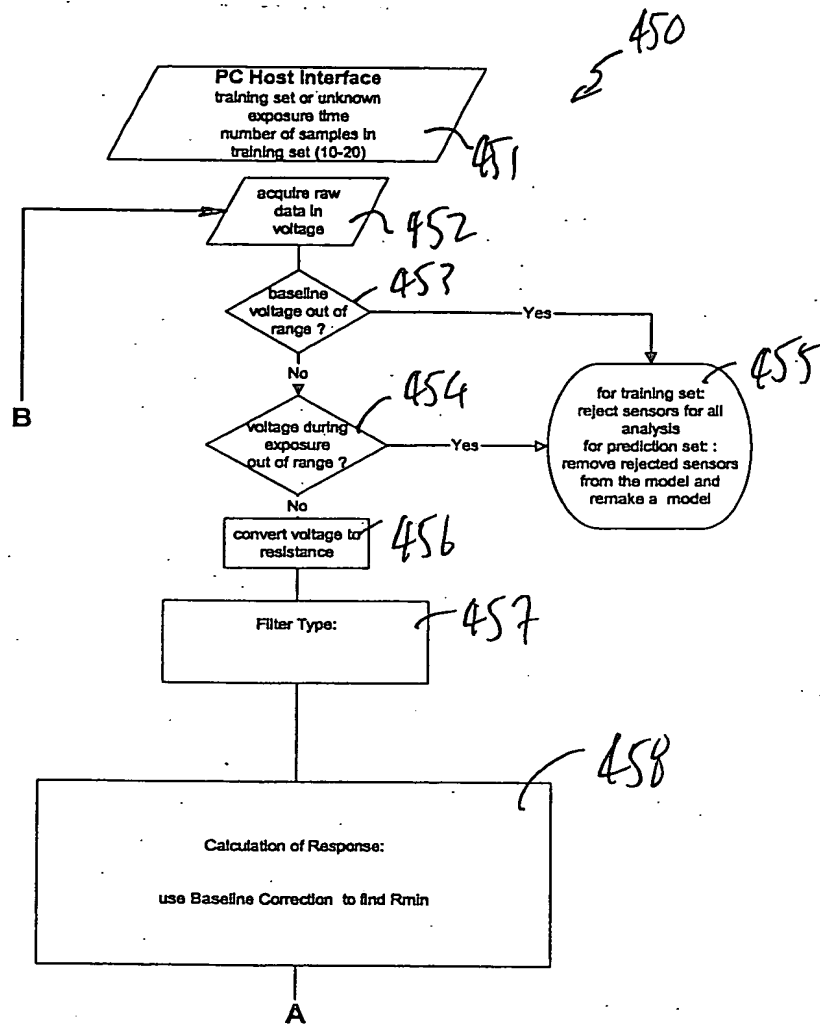 450
PC Host Interface
training set or unknown
exposure time
number of samples in
training set (10-20)
451
acquire raw
data in
voltage
452
baseline
voltage out of
range ?
453
Yes
No
B
voltage during
exposure
out of range ?
454
Yes
for training set:
reject sensors for all
analysis
for prediction set: :
remove rejected sensors
from the model and
remake a model
455
No
convert voltage to
resistance
456
Filter Type:
457
Calculation of Response:
use Baseline Correction to find Rmin
458
A